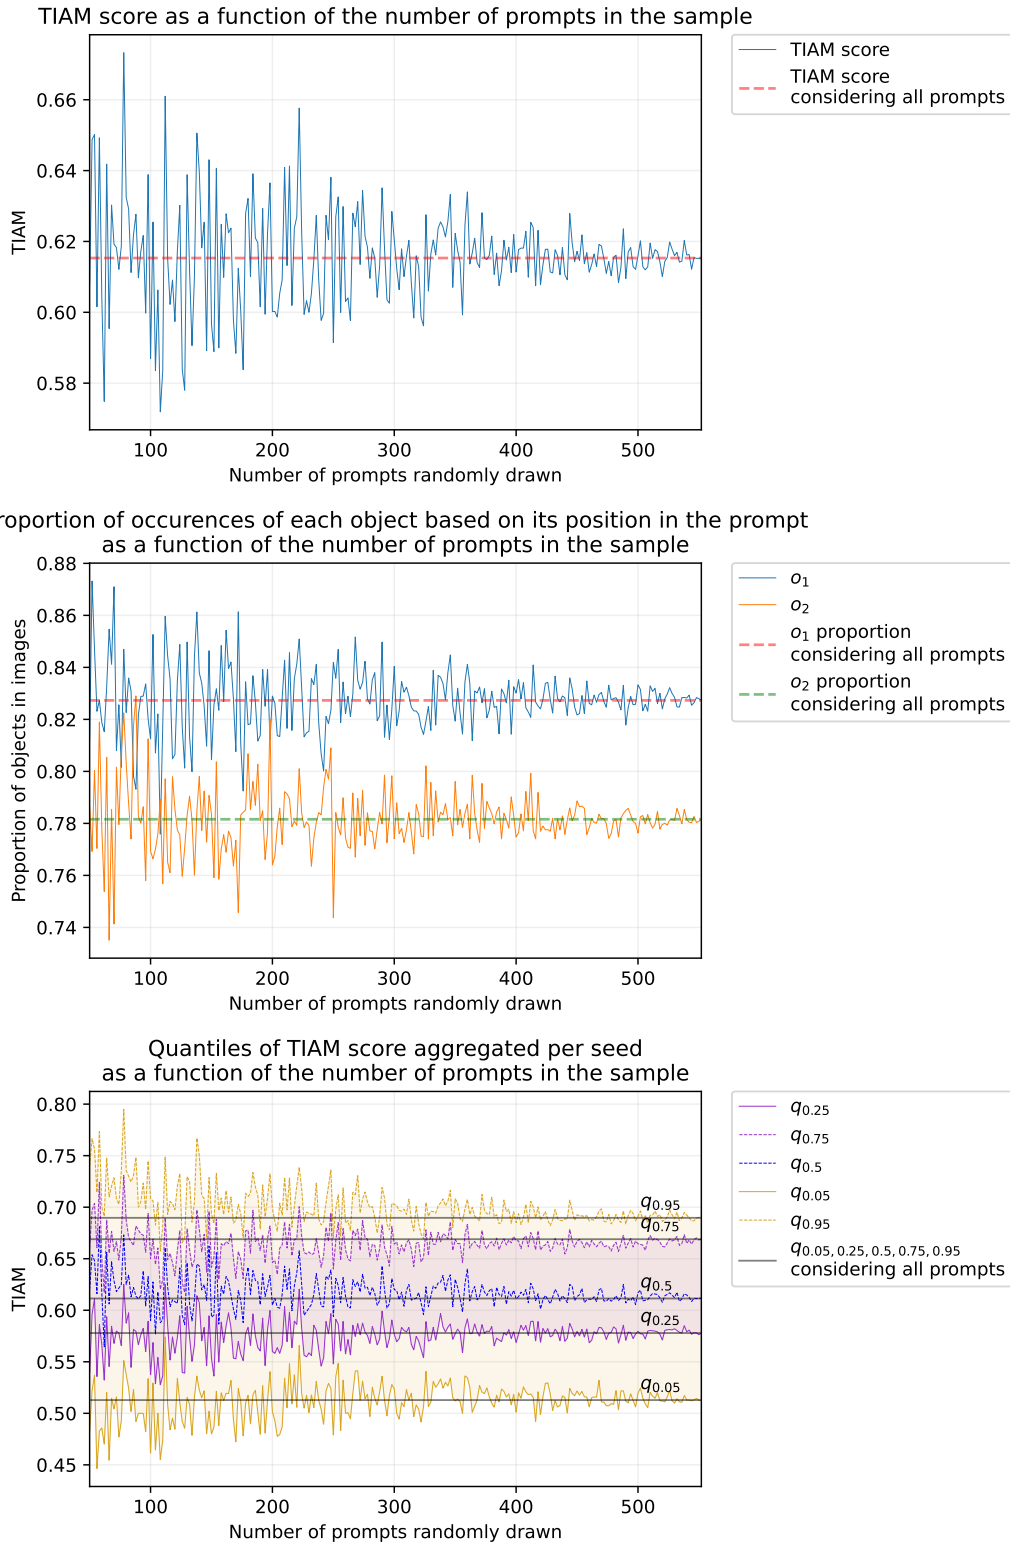 TIAM score as a function of the number of prompts in the sample
TIAM score
TIAM score
considering all prompts
0.66
0.64
0.62
0.60
0.58
TIAM
100 200 300 400 500
Number of prompts randomly drawn
roportion of occurences of each object based on its position in the prompt
as a function of the number of prompts in the sample
o₁
o₂
o₁ proportion
considering all prompts
o₂ proportion
considering all prompts
0.88
0.86
0.84
0.82
0.80
0.78
0.76
0.74
Proportion of objects in images
100 200 300 400 500
Number of prompts randomly drawn
Quantiles of TIAM score aggregated per seed
as a function of the number of prompts in the sample
q0.25
q0.75
q0.5
q0.05
q0.95
q0.05, 0.25, 0.5, 0.75, 0.95
considering all prompts
0.80
0.75
0.70
0.65
0.60
0.55
0.50
0.45
TIAM
q0.95
q0.75
q0.5
q0.25
q0.05
100 200 300 400 500
Number of prompts randomly drawn